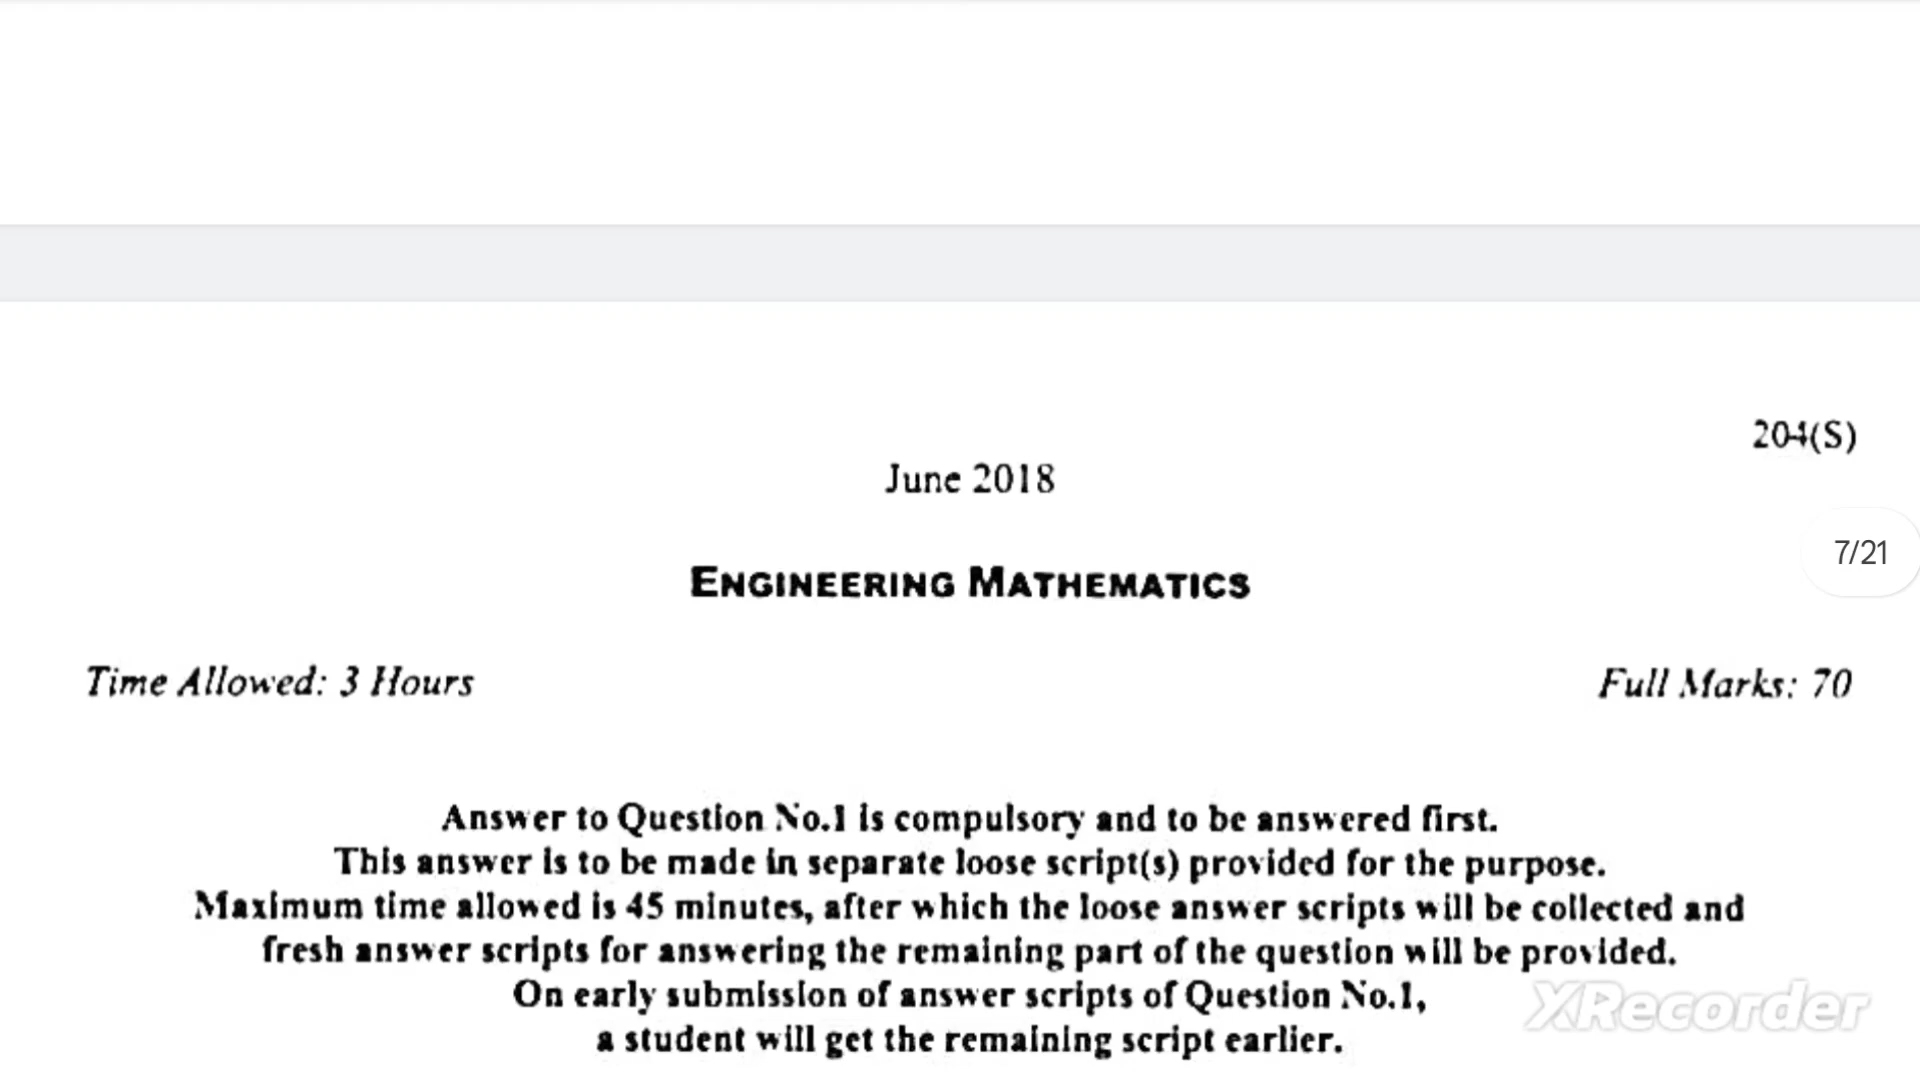 204(S)
June 2018
7/21
ENGINEERING MATHEMATICS
Time Allowed: 3 Hours
Full Marks: 70
Answer to Question No.1 is compulsory and to be answered first.
This answer is to be made in separate loose script(s) provided for the purpose.
Maximum time allowed is 45 minutes, after which the loose answer scripts will be collected and
fresh answer scripts for answering the remaining part of the question will be provided.
On early submission of answer scripts of Question No.1,
a student will get the remaining script earlier.
XRecorder